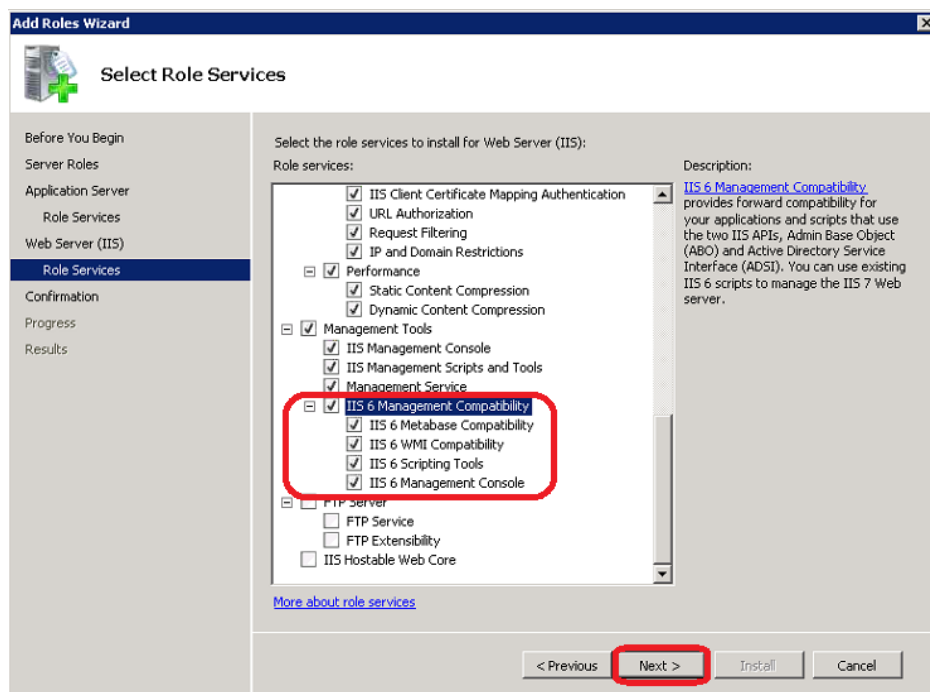 Add Roles Wizard
Select Role Services
Before You Begin
Server Roles
Application Server
Role Services
Web Server (IIS)
Role Services
Confirmation
Progress
Results
Select the role services to install for Web Server (IIS):
Role services:
IIS Client Certificate Mapping Authentication
URL Authorization
Request Filtering
IP and Domain Restrictions
Performance
Static Content Compression
Dynamic Content Compression
Management Tools
IIS Management Console
IIS Management Scripts and Tools
Management Service
IIS 6 Management Compatibility
IIS 6 Metabase Compatibility
IIS 6 WMI Compatibility
IIS 6 Scripting Tools
IIS 6 Management Console
FTP Server
FTP Service
FTP Extensibility
IIS Hostable Web Core
More about role services
Description:
IIS 6 Management Compatibility
provides forward compatibility for
your applications and scripts that use
the two IIS APIs, Admin Base Object
(ABO) and Active Directory Service
Interface (ADSI). You can use existing
IIS 6 scripts to manage the IIS 7 Web
server.
< Previous
Next >
Install
Cancel